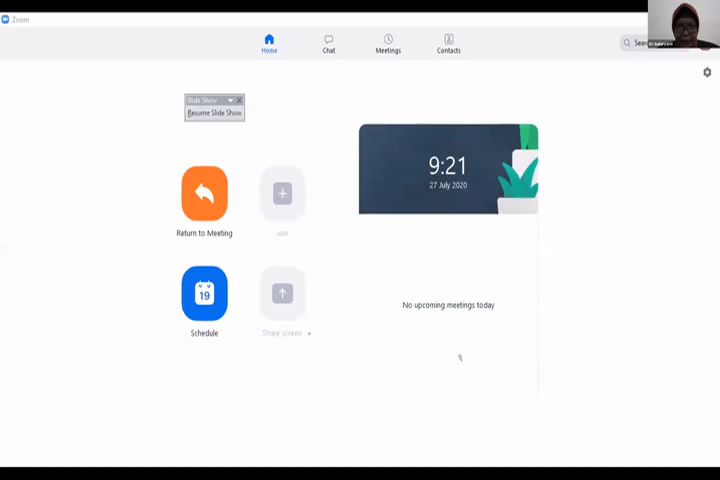 Zoom
Home
Chat
Meetings
Contacts
Slide Show
Resume Slide Show
9:21
27 July 2020
Return to Meeting
Join
19
Schedule
Share screen
No upcoming meetings today